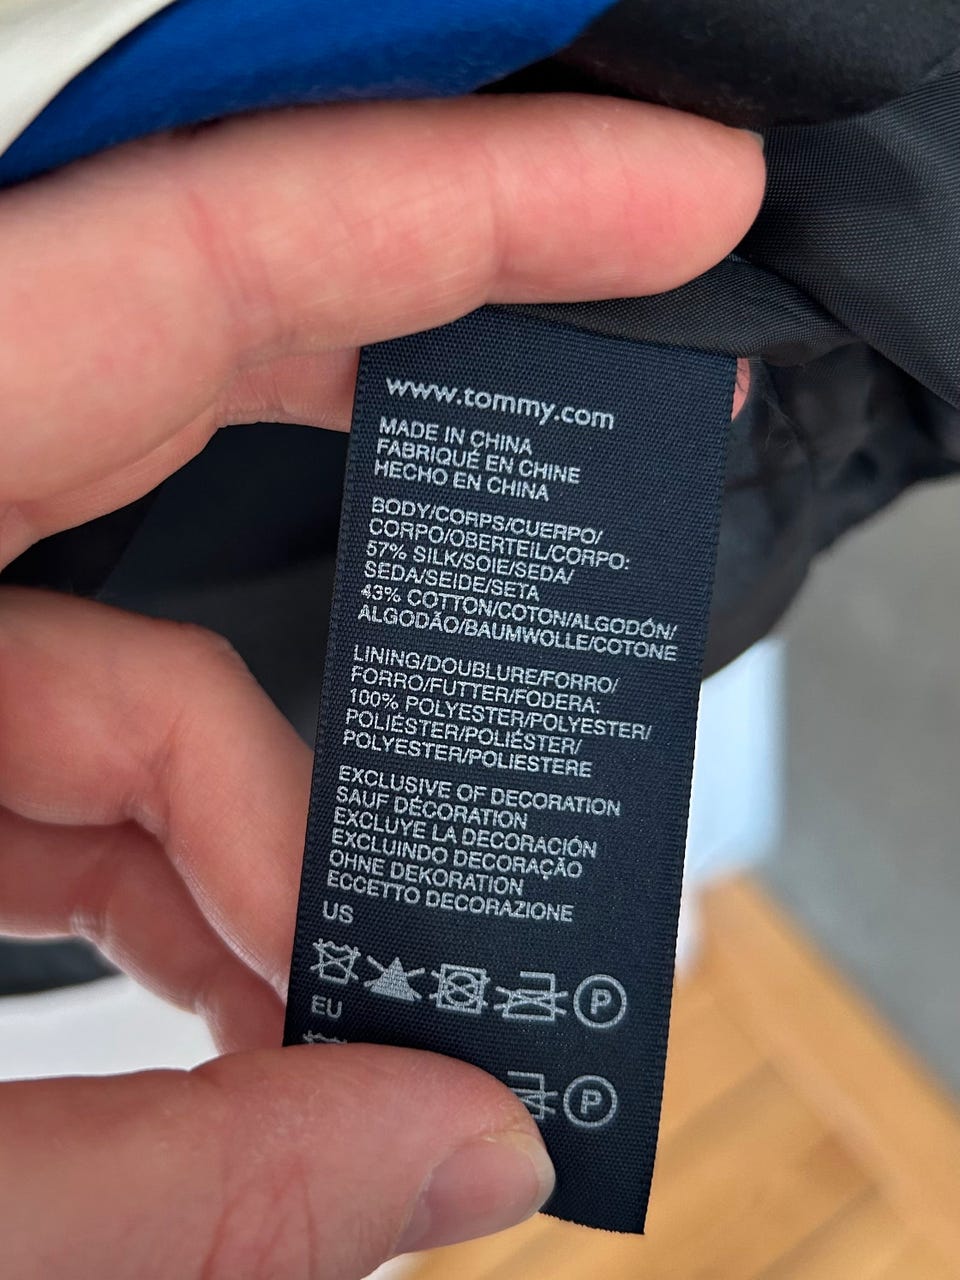 www.tommy.com
MADE IN CHINA
FABRIQUÉ EN CHINE
HECHO EN CHINA
BODY/CORPS/CUERPO/
CORPO/OBERTEIL/CORPO:
57% SILK/SOIE/SEDA/
SEDA/SEIDE/SETA
43% COTTON/COTON/ALGODÓN/
ALGODÃO/BAUMWOLLE/COTONE
LINING/DOUBLURE/FORRO/
FORRO/FUTTER/FODERA:
100% POLYESTER/POLYESTER/
POLIÉSTER/POLIÉSTER/
POLYESTER/POLIESTERE
EXCLUSIVE OF DECORATION
SAUF DÉCORATION
EXCLUYE LA DECORACIÓN
EXCLUINDO DECORAÇÃO
OHNE DEKORATION
ECCETTO DECORAZIONE
US
P
EU
P